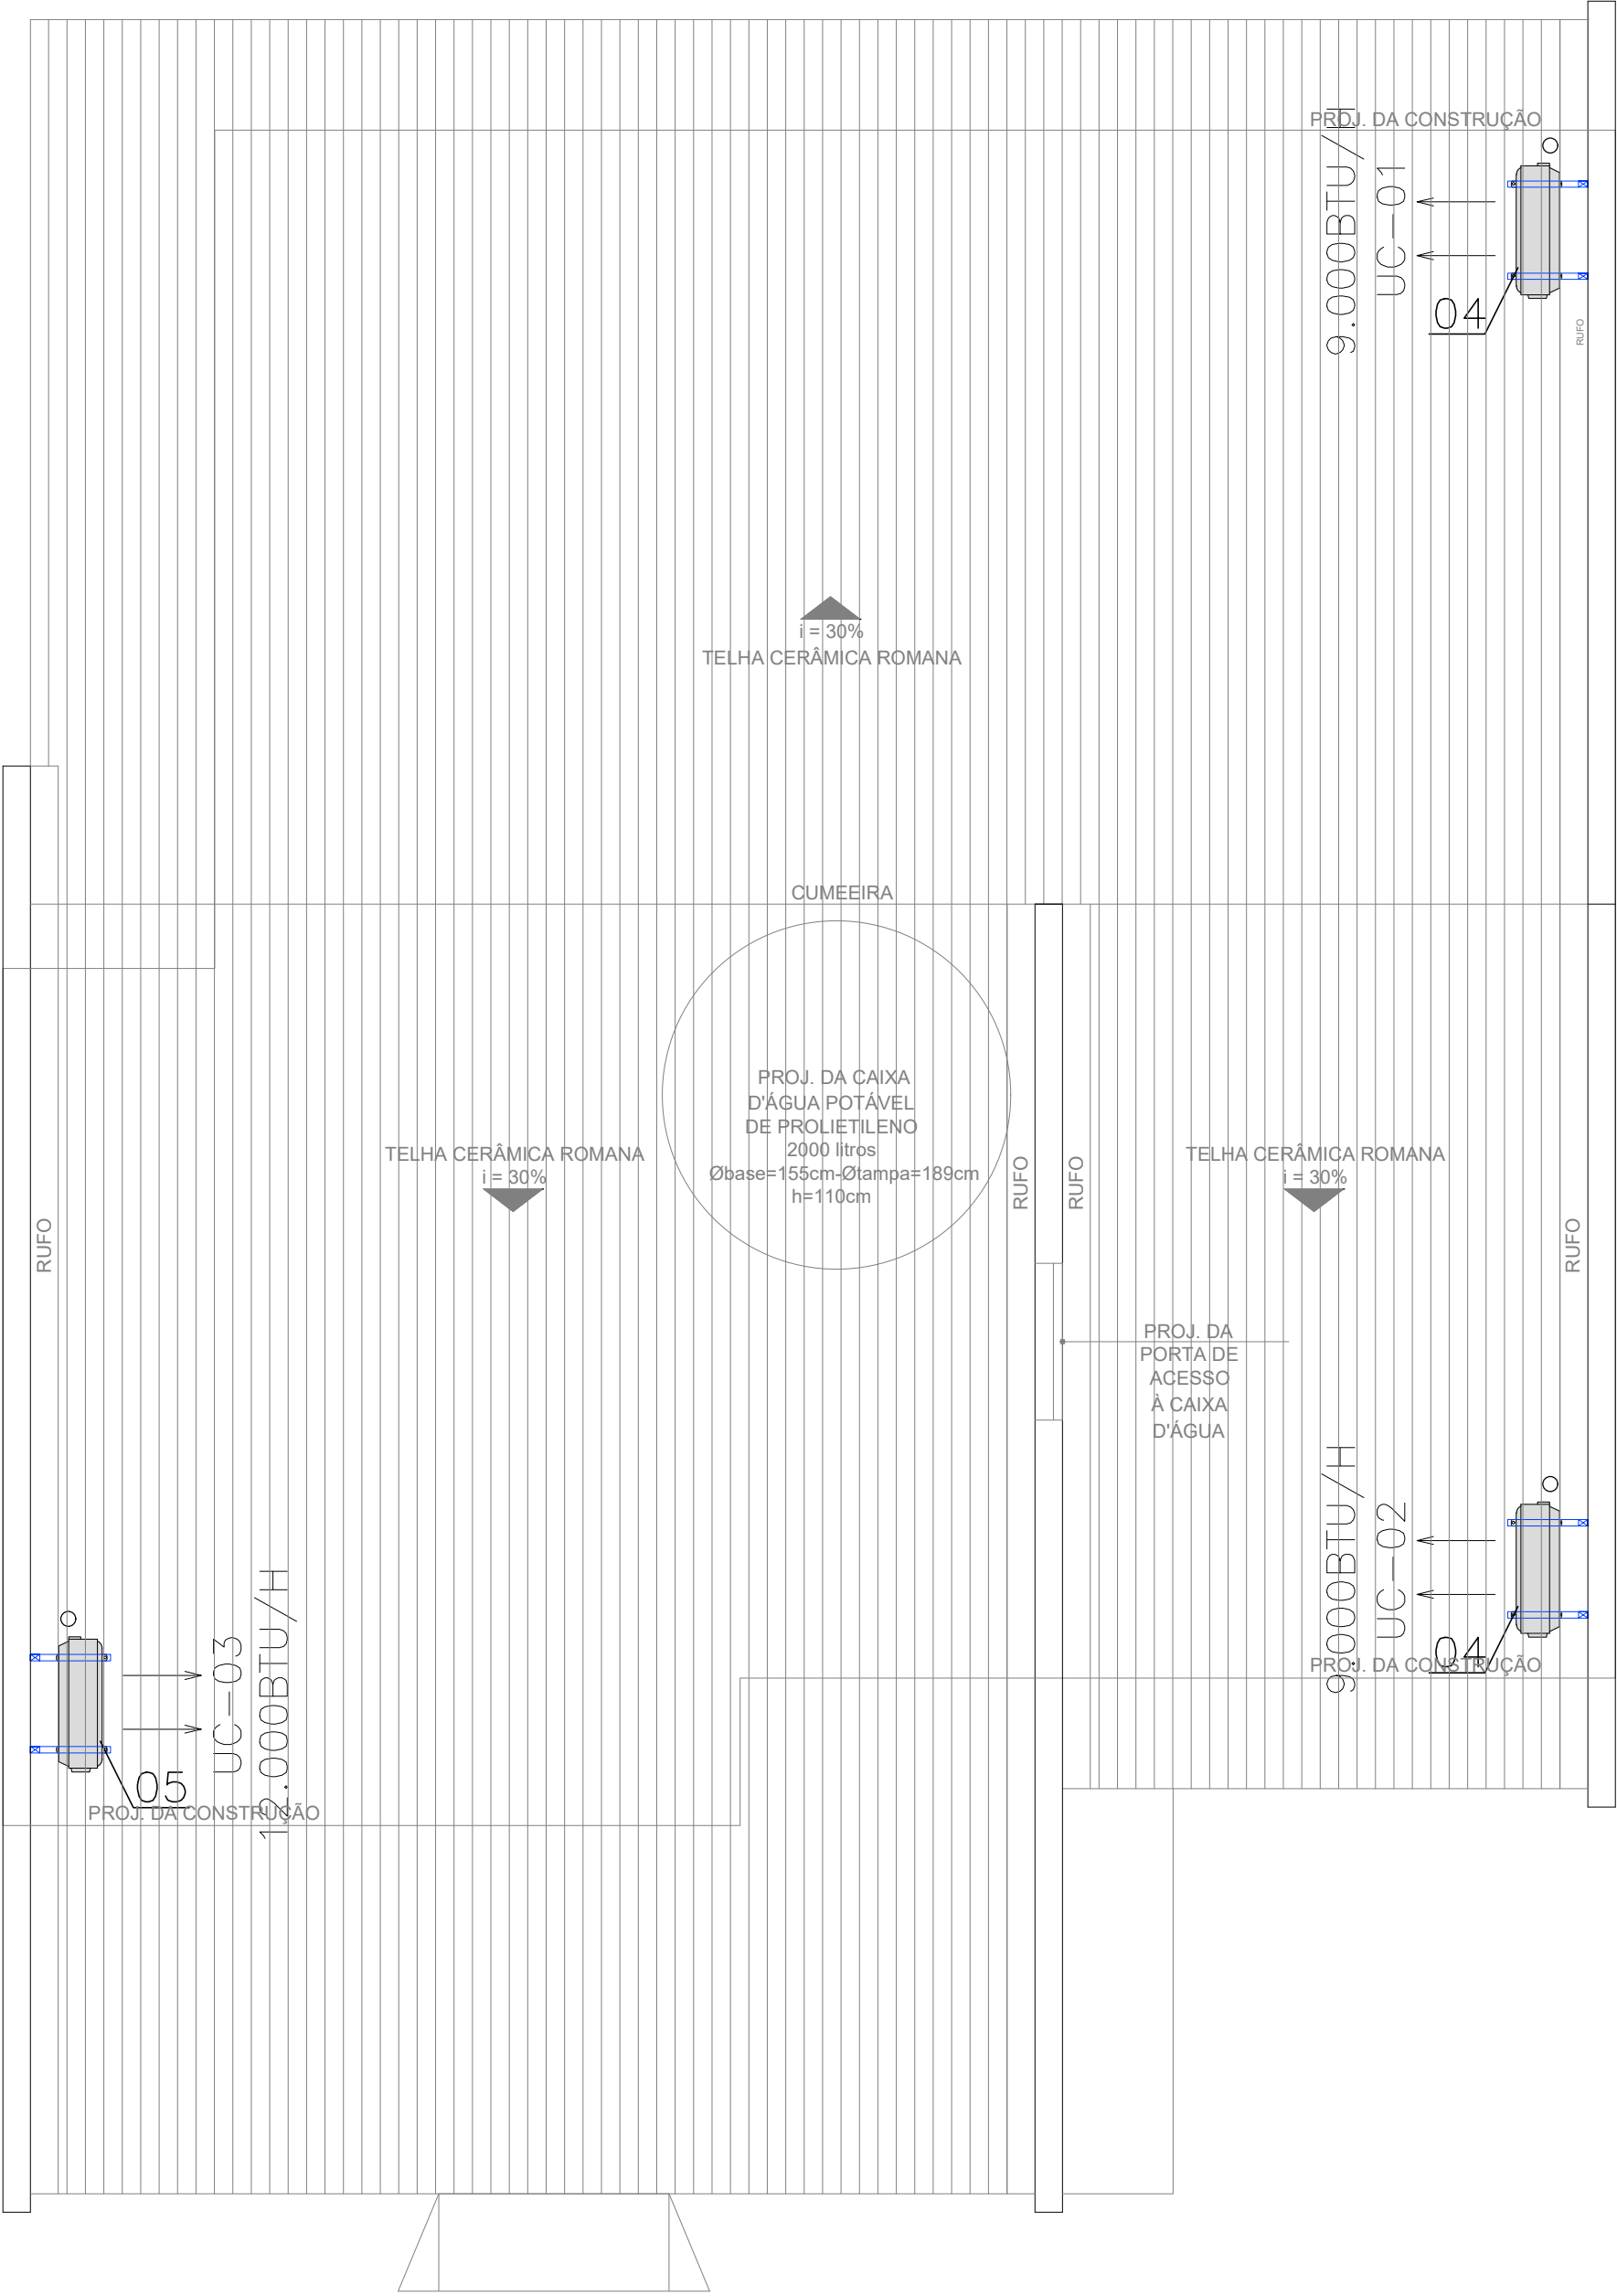 PROJ. DA CONSTRUÇÃO
9.000BTU/H
UC-01
04
RUFO
i = 30%
TELHA CERÂMICA ROMANA
CUMEEIRA
PROJ. DA CAIXA
D'ÁGUA POTÁVEL
DE PROLIETILENO
2000 litros
Øbase=155cm-Øtampa=189cm
h=110cm
TELHA CERÂMICA ROMANA
i = 30%
RUFO
RUFO
TELHA CERÂMICA ROMANA
i = 30%
RUFO
RUFO
PROJ. DA
PORTA DE
ACESSO
À CAIXA
D'ÁGUA
9.000BTU/H
UC-02
04
PROJ. DA CONSTRUÇÃO
UC-03
12.000BTU/H
05
PROJ. DA CONSTRUÇÃO